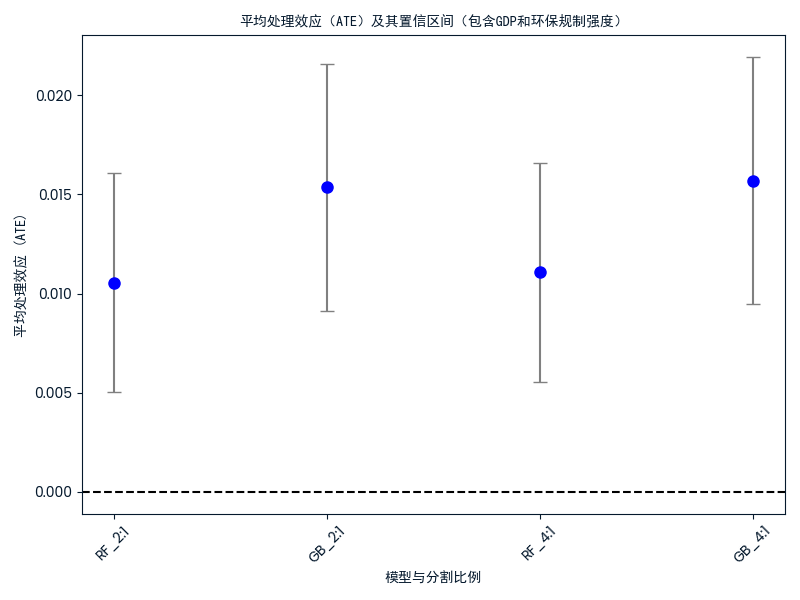 平均处理效应（ATE）及其置信区间（包含GDP和环保规制强度）
平均处理效应 (ATE)
0.020
0.015
0.010
0.005
0.000
RF_2:1
GB_2:1
RF_4:1
GB_4:1
模型与分割比例